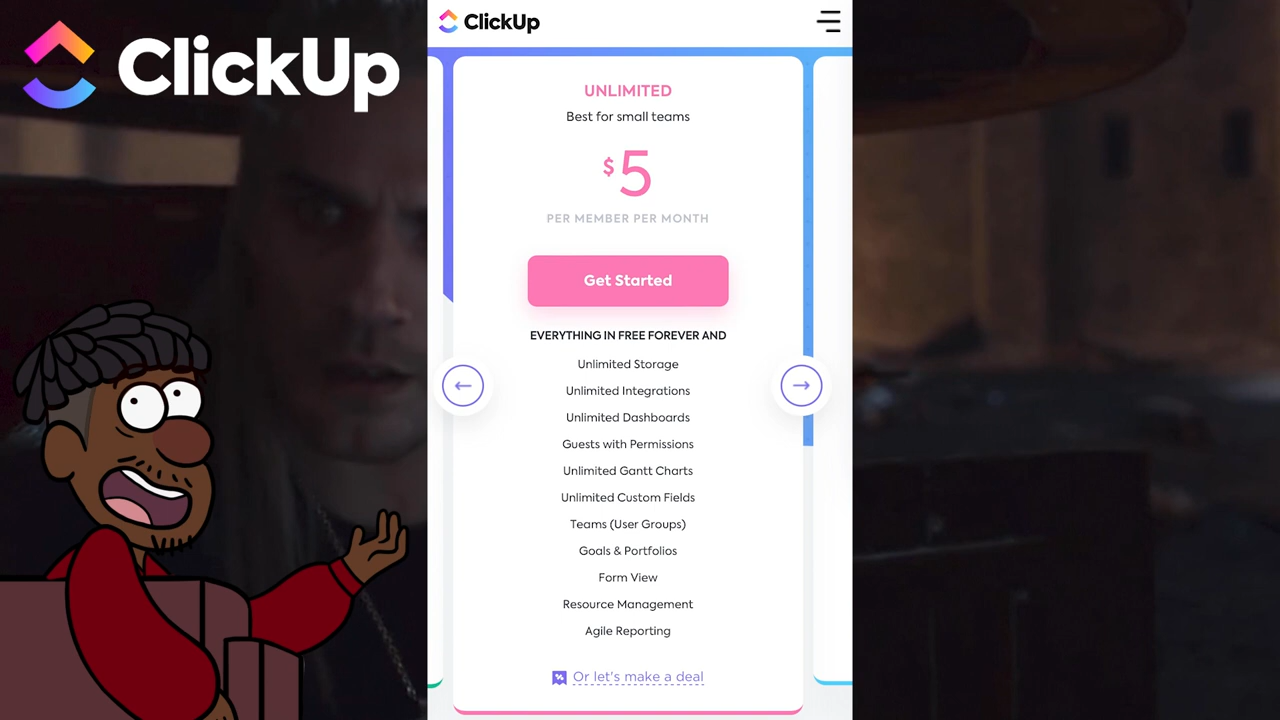 ClickUp
ClickUp
UNLIMITED
Best for small teams
$5
PER MEMBER PER MONTH
Get Started
EVERYTHING IN FREE FOREVER AND
Unlimited Storage
Unlimited Integrations
Unlimited Dashboards
Guests with Permissions
Unlimited Gantt Charts
Unlimited Custom Fields
Teams (User Groups)
Goals & Portfolios
Form View
Resource Management
Agile Reporting
Or let's make a deal